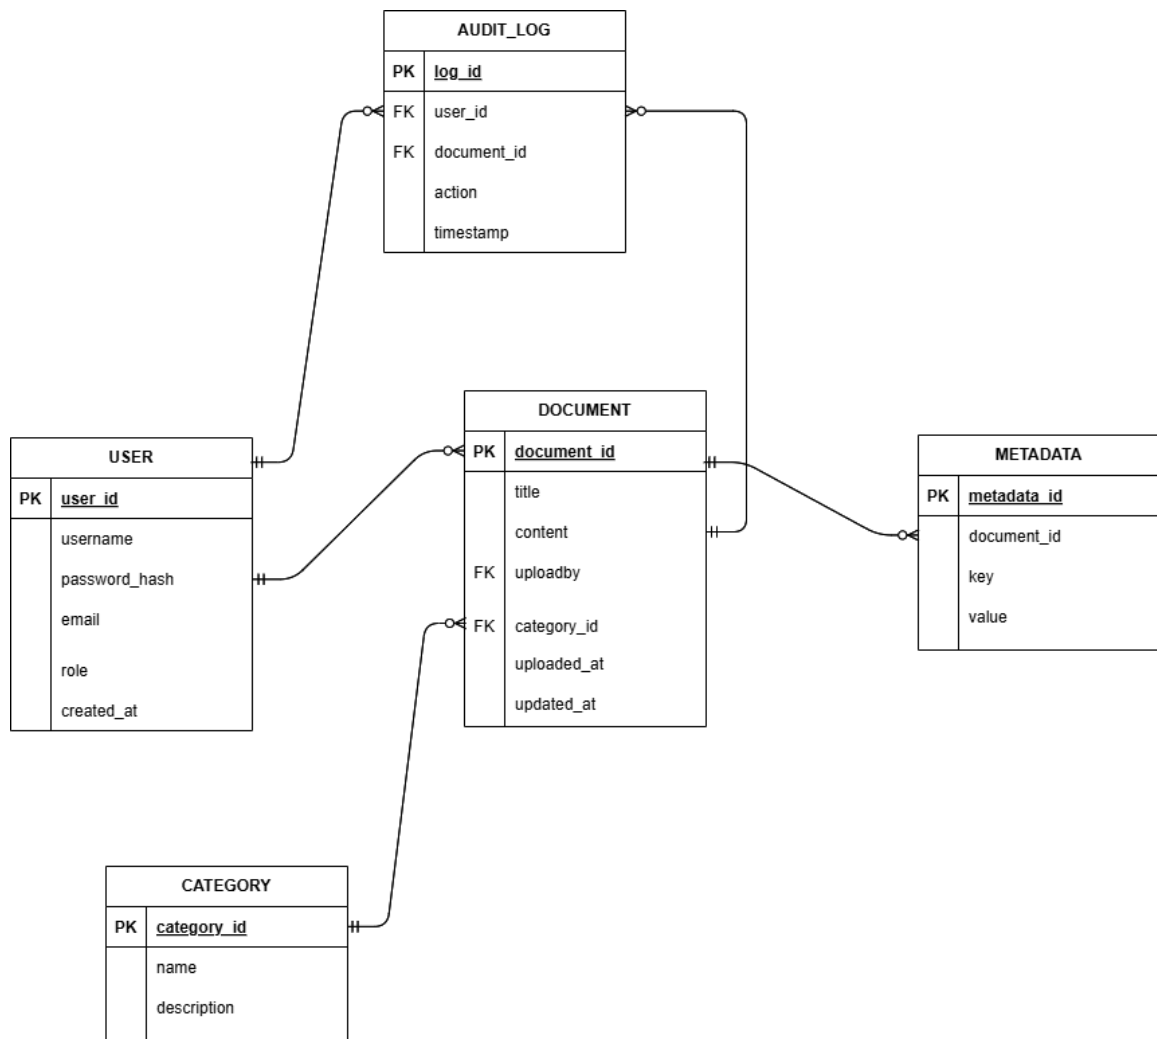 AUDIT_LOG
PK log_id
FK user_id
FK document_id
action
timestamp
USER
PK user_id
username
password_hash
email
role
created_at
DOCUMENT
PK document_id
title
content
FK uploadby
FK category_id
uploaded_at
updated_at
METADATA
PK metadata_id
document_id
key
value
CATEGORY
PK category_id
name
description